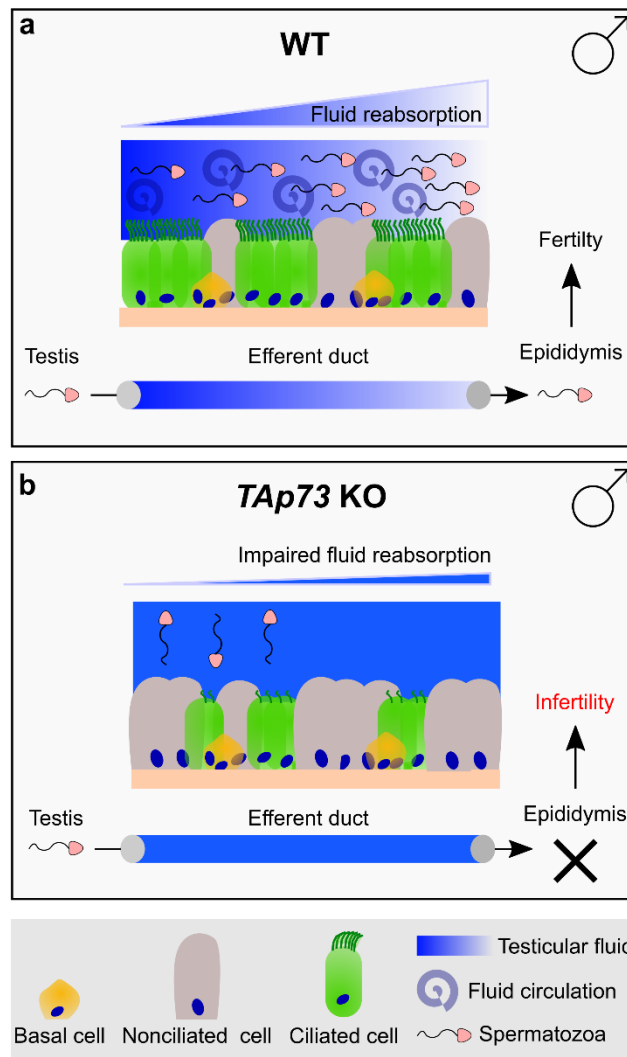 a
WT
Fluid reabsorption
Fertilty
Testis
Efferent duct
Epididymis
b
TAp73 KO
Impaired fluid reabsorption
Infertility
Testis
Efferent duct
Epididymis
Testicular fluid
Fluid circulation
Basal cell Nonciliated cell Ciliated cell
Spermatozoa